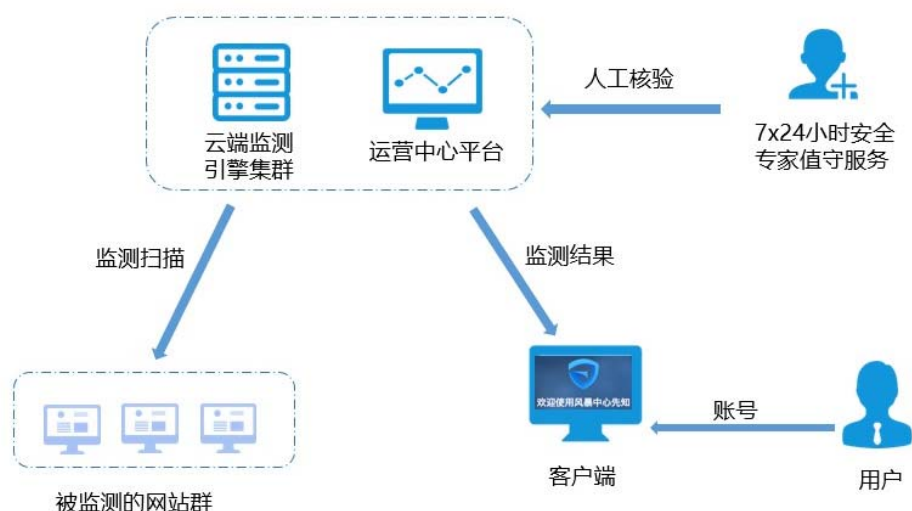 云端监测
引擎集群
运营中心平台
人工核验
7x24小时安全
专家值守服务
监测扫描
监测结果
欢迎使用风暴中心先知
账号
客户端
用户
被监测的网站群